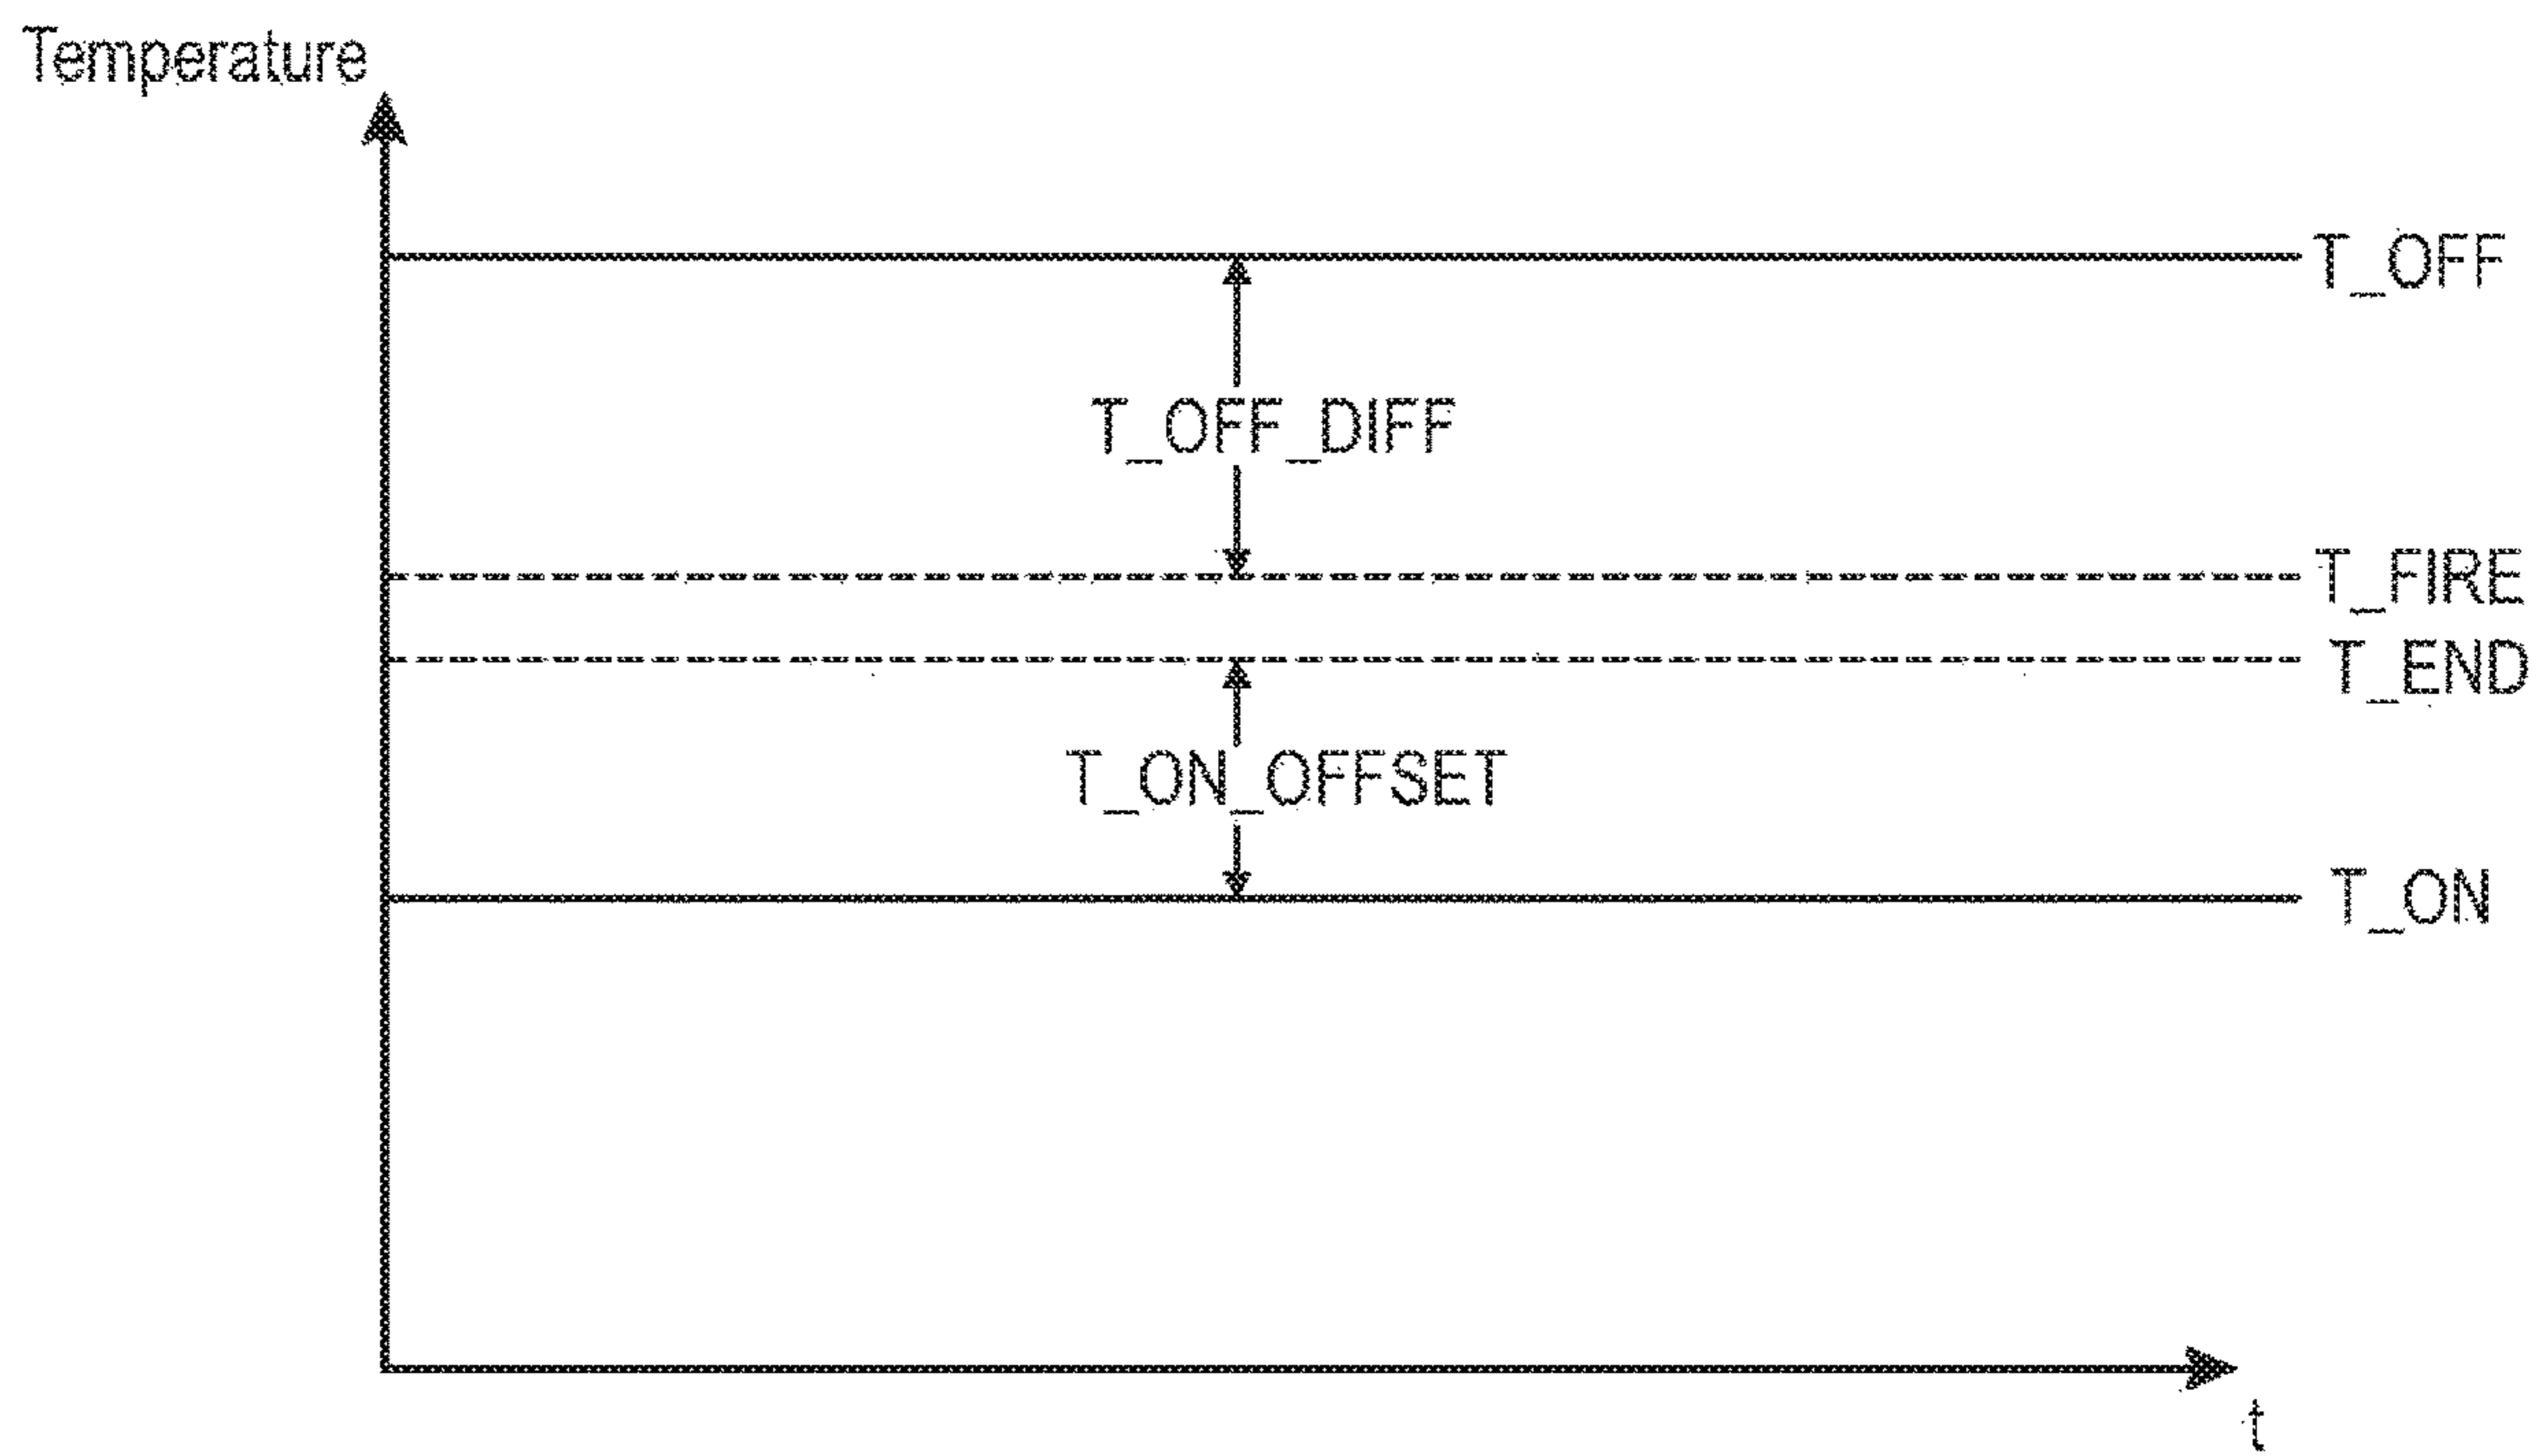 Temperature
T_OFF
T_OFF_DIFF
T_FIRE
T_END
T_ON_OFFSET
T_ON
t